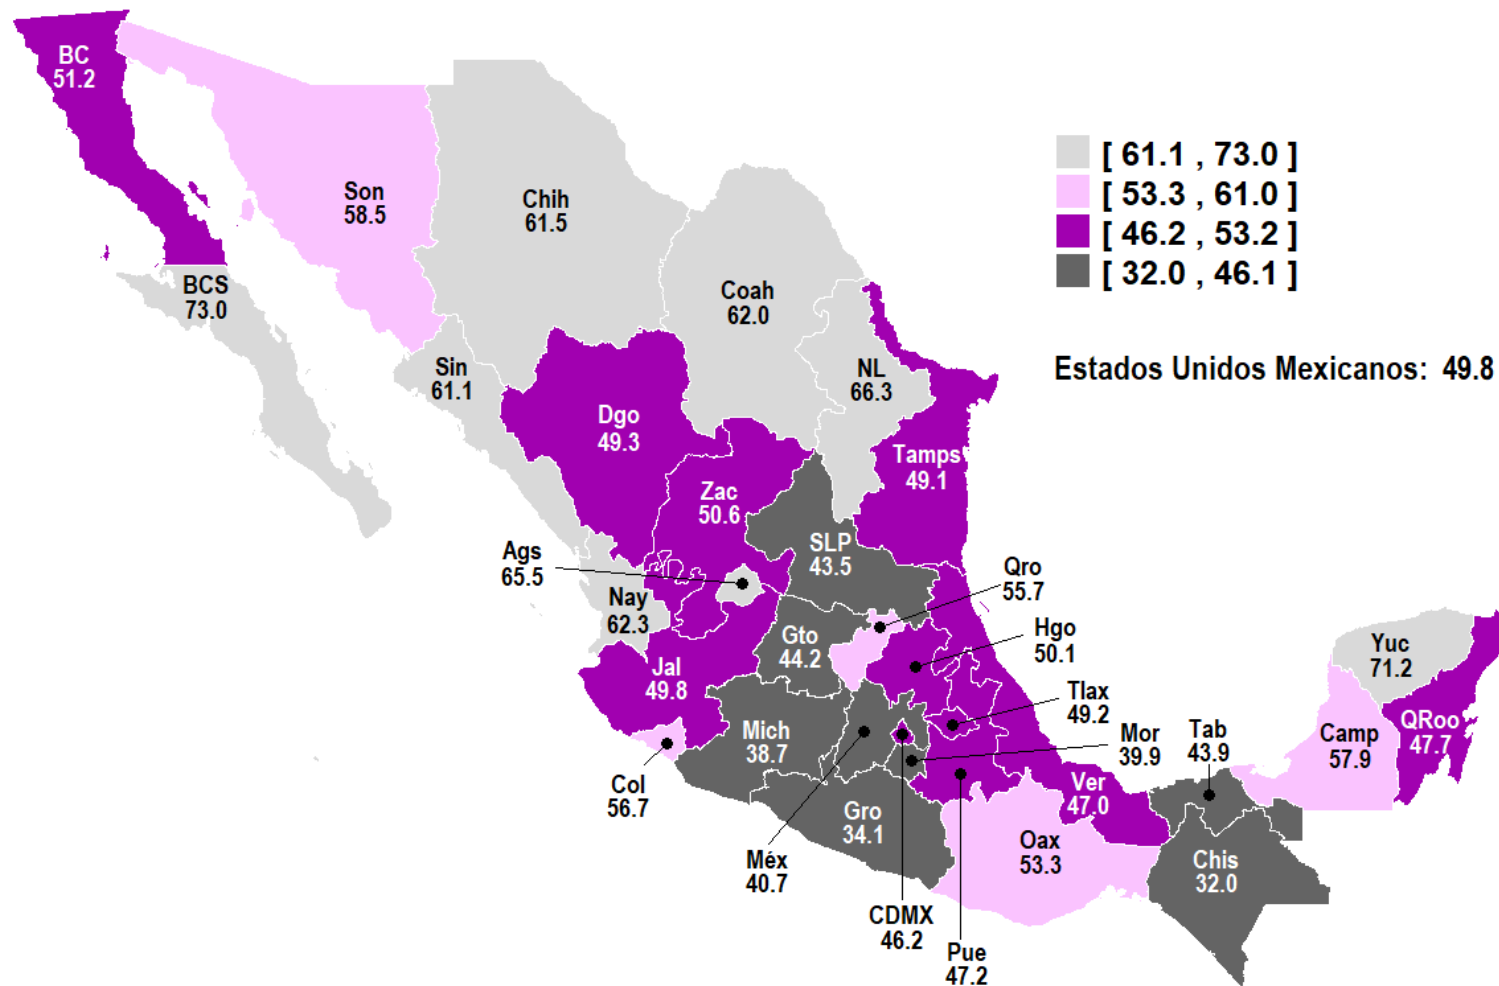 BC
51.2
Son
58.5
Chih
61.5
[ 61.1 , 73.0 ]
[ 53.3 , 61.0 ]
[ 46.2 , 53.2 ]
[ 32.0 , 46.1 ]
BCS
73.0
Coah
62.0
Estados Unidos Mexicanos: 49.8
Sin
61.1
NL
66.3
Dgo
49.3
Tamps
49.1
Zac
50.6
SLP
43.5
Ags
65.5
Qro
55.7
Nay
62.3
Gto
44.2
Hgo
50.1
Yuc
71.2
Jal
49.8
Tlax
49.2
Mich
38.7
Mor
39.9
Tab
43.9
Camp
57.9
QRoo
47.7
Col
56.7
Ver
47.0
Gro
34.1
Oax
53.3
Méx
40.7
Chis
32.0
CDMX
46.2
Pue
47.2